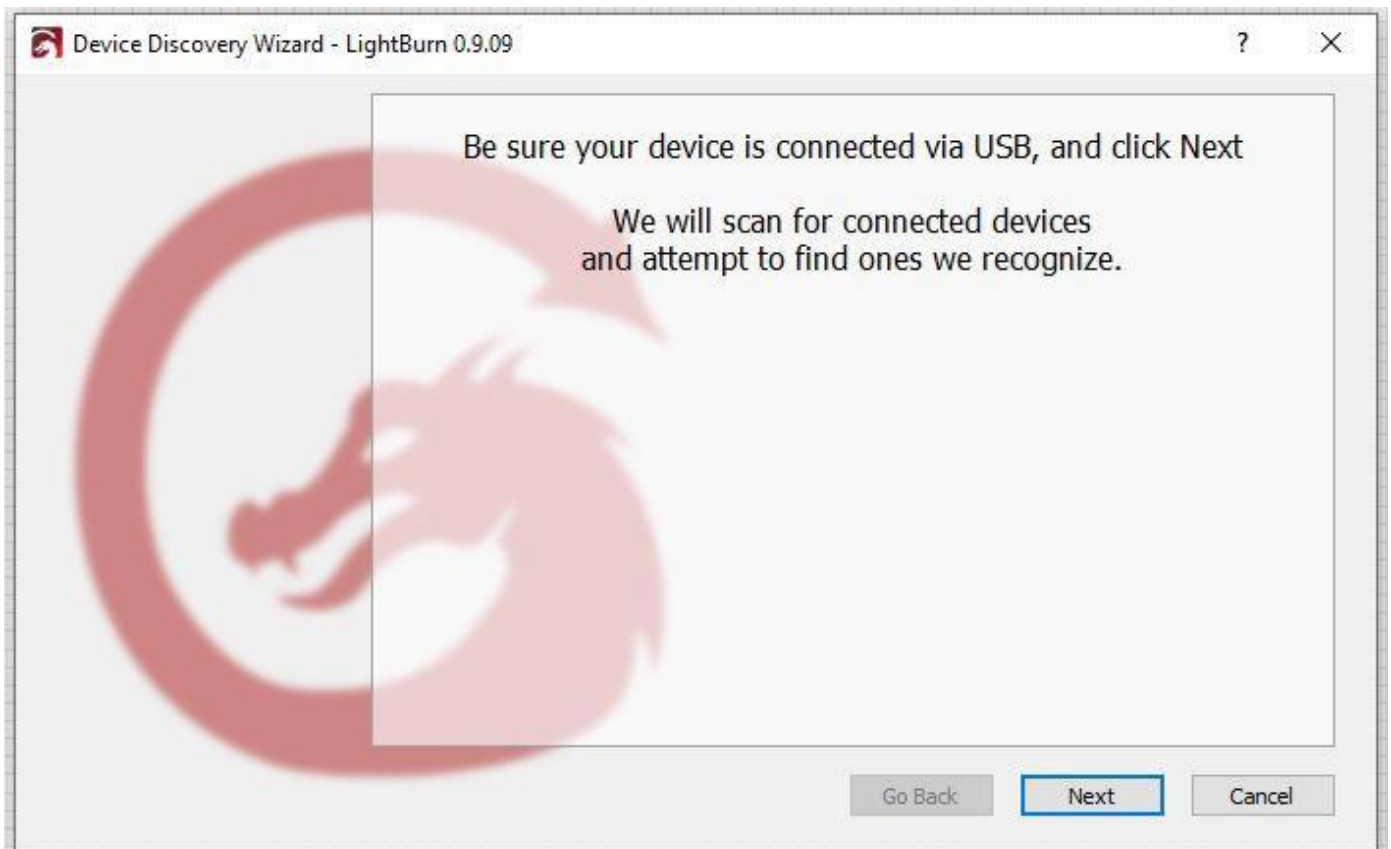 Device Discovery Wizard - LightBurn 0.9.09
?
Be sure your device is connected via USB, and click Next
We will scan for connected devices
and attempt to find ones we recognize.
Go Back
Next
Cancel